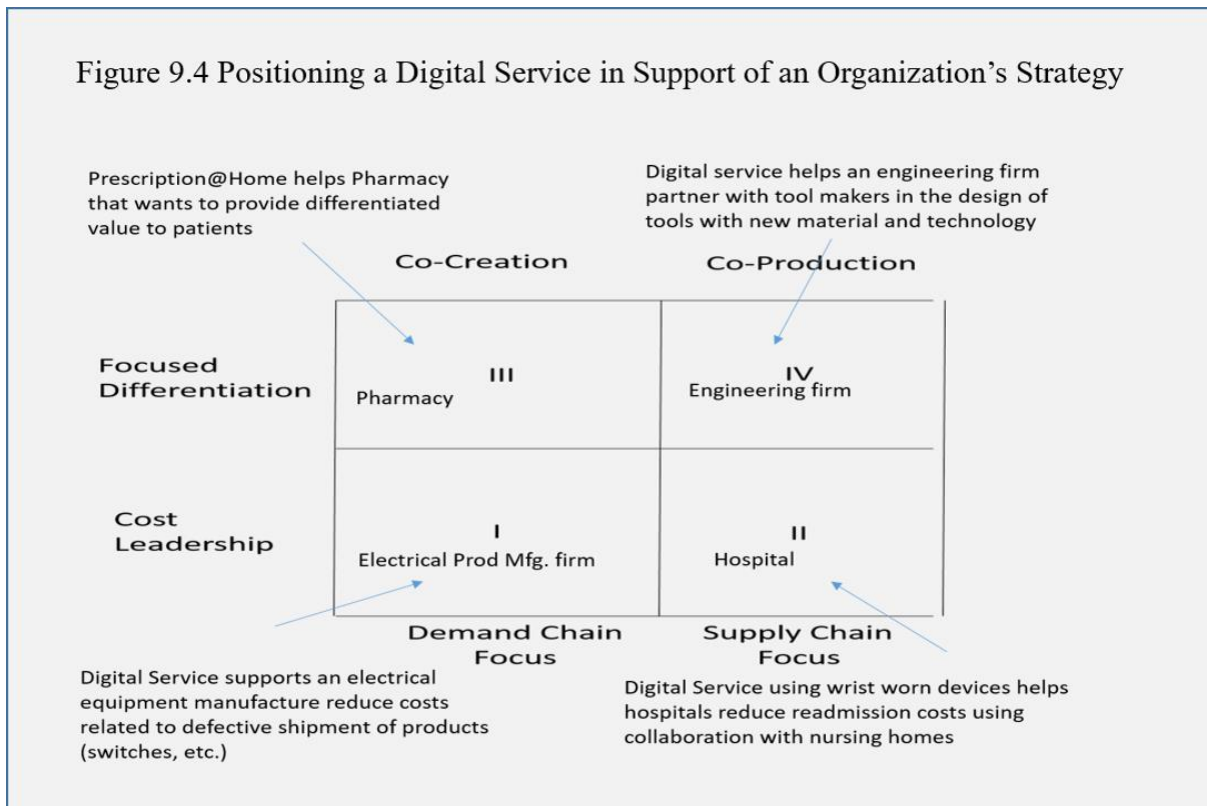 Figure 9.4 Positioning a Digital Service in Support of an Organization’s Strategy
Prescription@Home helps Pharmacy
that wants to provide differentiated
value to patients
Digital service helps an engineering firm
partner with tool makers in the design of
tools with new material and technology
Co-Creation
Co-Production
Focused
Differentiation
III
Pharmacy
IV
Engineering firm
Cost
Leadership
I
Electrical Prod Mfg. firm
II
Hospital
Demand Chain
Focus
Supply Chain
Focus
Digital Service supports an electrical
equipment manufacture reduce costs
related to defective shipment of products
(switches, etc.)
Digital Service using wrist worn devices helps
hospitals reduce readmission costs using
collaboration with nursing homes